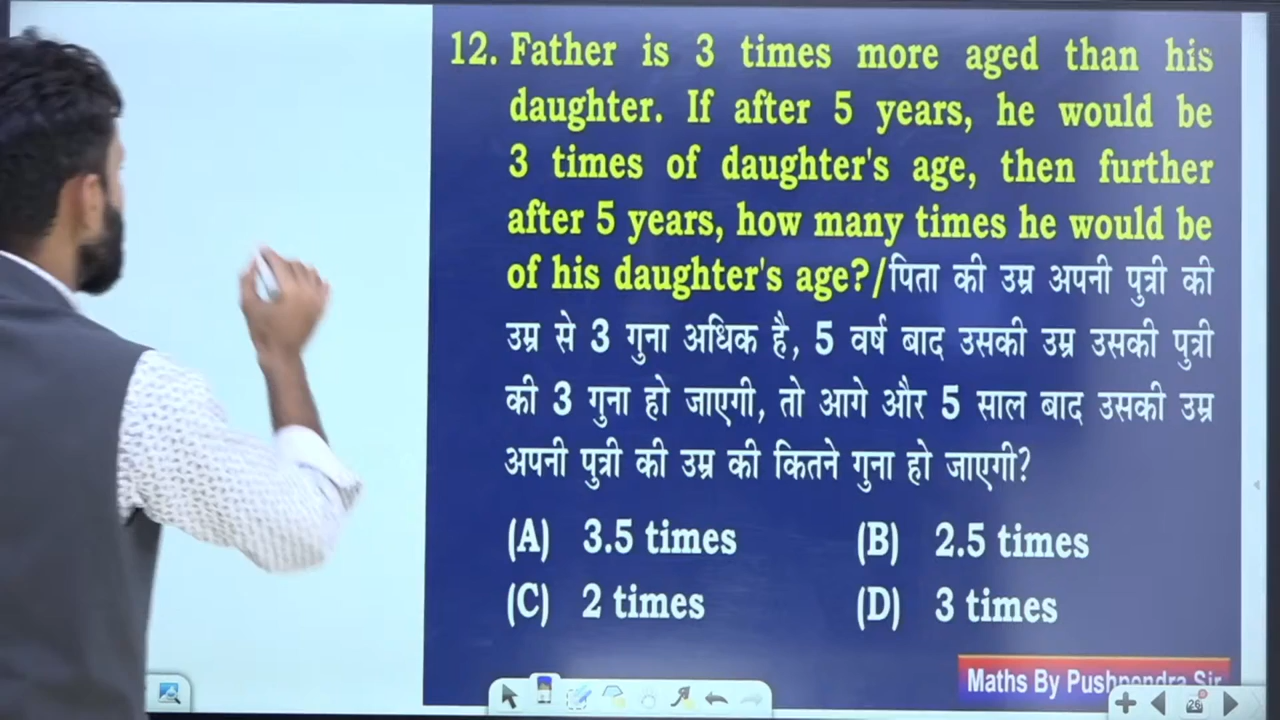 12. Father is 3 times more aged than his
daughter. If after 5 years, he would be
3 times of daughter's age, then further
after 5 years, how many times he would be
of his daughter's age?/पिता की उम्र अपनी पुत्री की
उम्र से 3 गुना अधिक है, 5 वर्ष बाद उसकी उम्र उसकी पुत्री
की 3 गुना हो जाएगी, तो आगे और 5 साल बाद उसकी उम्र
अपनी पुत्री की उम्र की कितने गुना हो जाएगी?
(A) 3.5 times (B) 2.5 times
(C) 2 times (D) 3 times
Maths By Pushpendra Sir
26